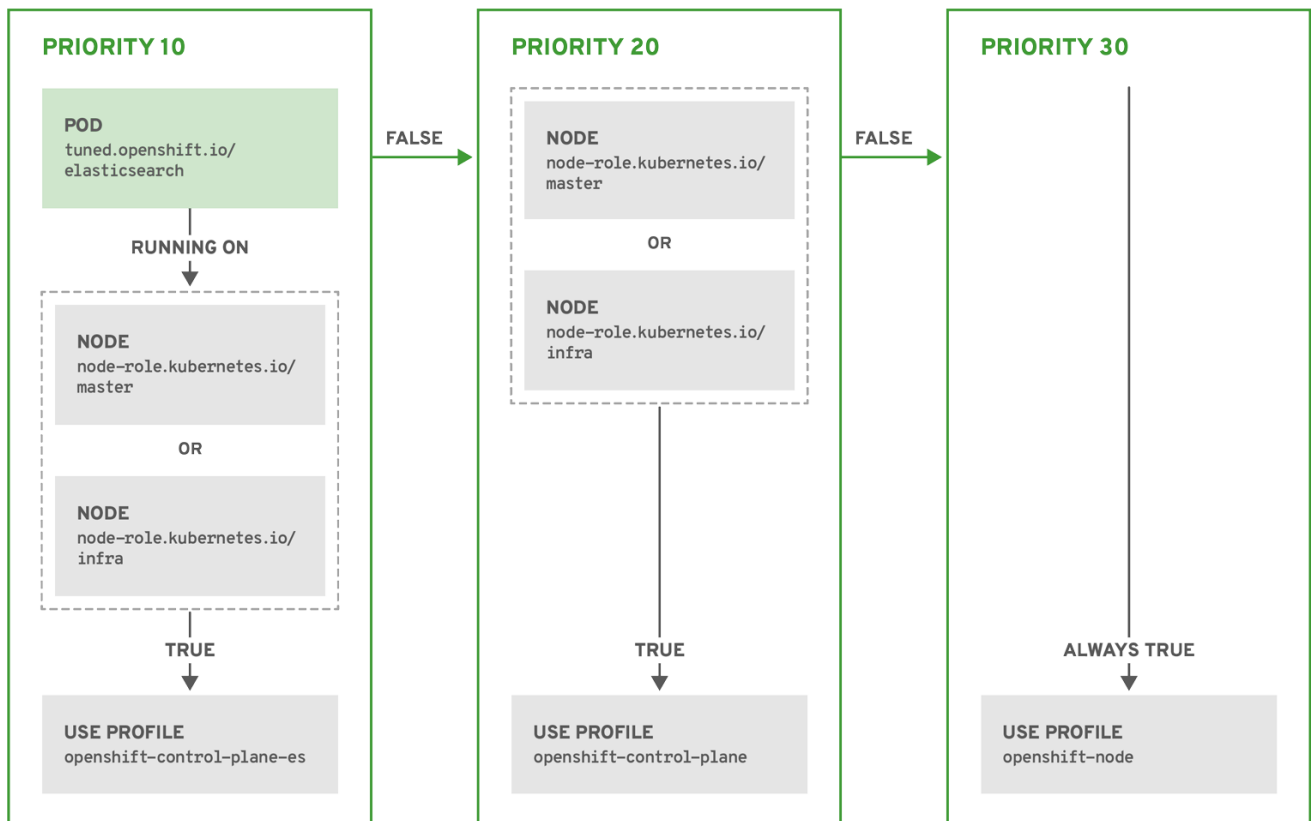 PRIORITY 10
POD
tuned.openshift.io/
elasticsearch
RUNNING ON
NODE
node-role.kubernetes.io/
master
OR
NODE
node-role.kubernetes.io/
infra
TRUE
USE PROFILE
openshift-control-plane-es
FALSE
PRIORITY 20
NODE
node-role.kubernetes.io/
master
OR
NODE
node-role.kubernetes.io/
infra
TRUE
USE PROFILE
openshift-control-plane
FALSE
PRIORITY 30
ALWAYS TRUE
USE PROFILE
openshift-node